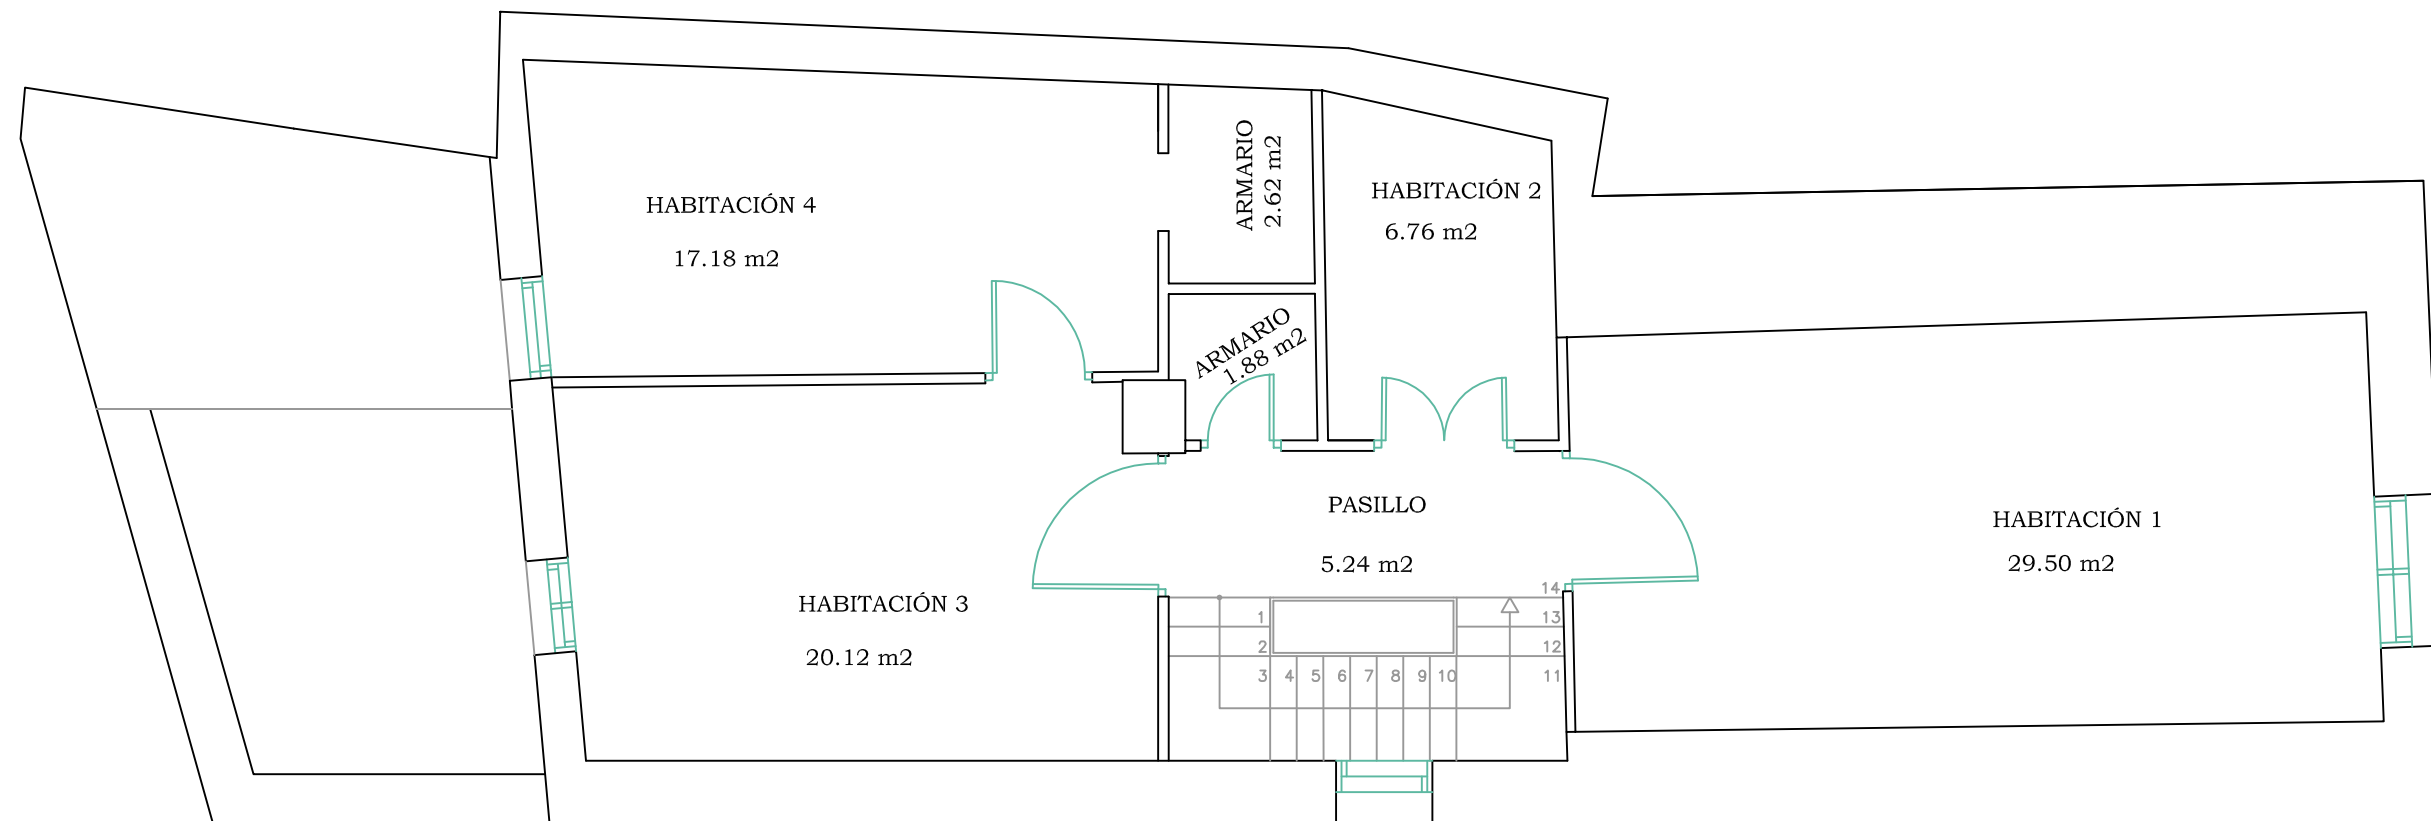 HABITACIÓN 4
17.18 m2
ARMARIO
2.62 m2
HABITACIÓN 2
6.76 m2
ARMARIO
1.88 m2
PASILLO
5.24 m2
HABITACIÓN 1
29.50 m2
HABITACIÓN 3
20.12 m2
14
1 13
2 12
3 4 5 6 7 8 9 10 11